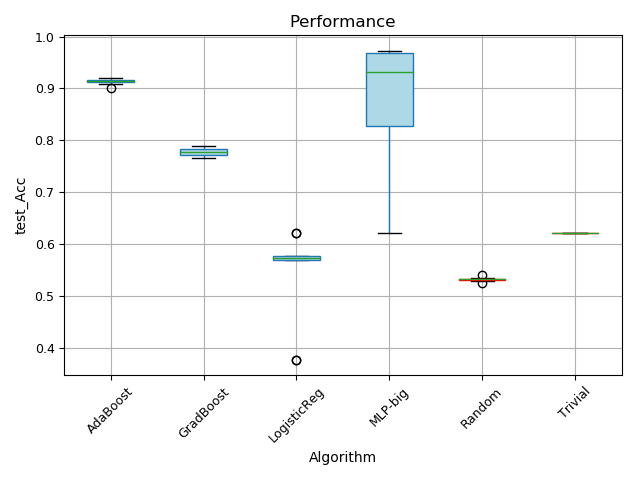 Performance
1.0
0.9
0.8
0.7
0.6
0.5
0.4
test_Acc
AdaBoost
GradBoost
LogisticReg
MLP-big
Random
Trivial
Algorithm